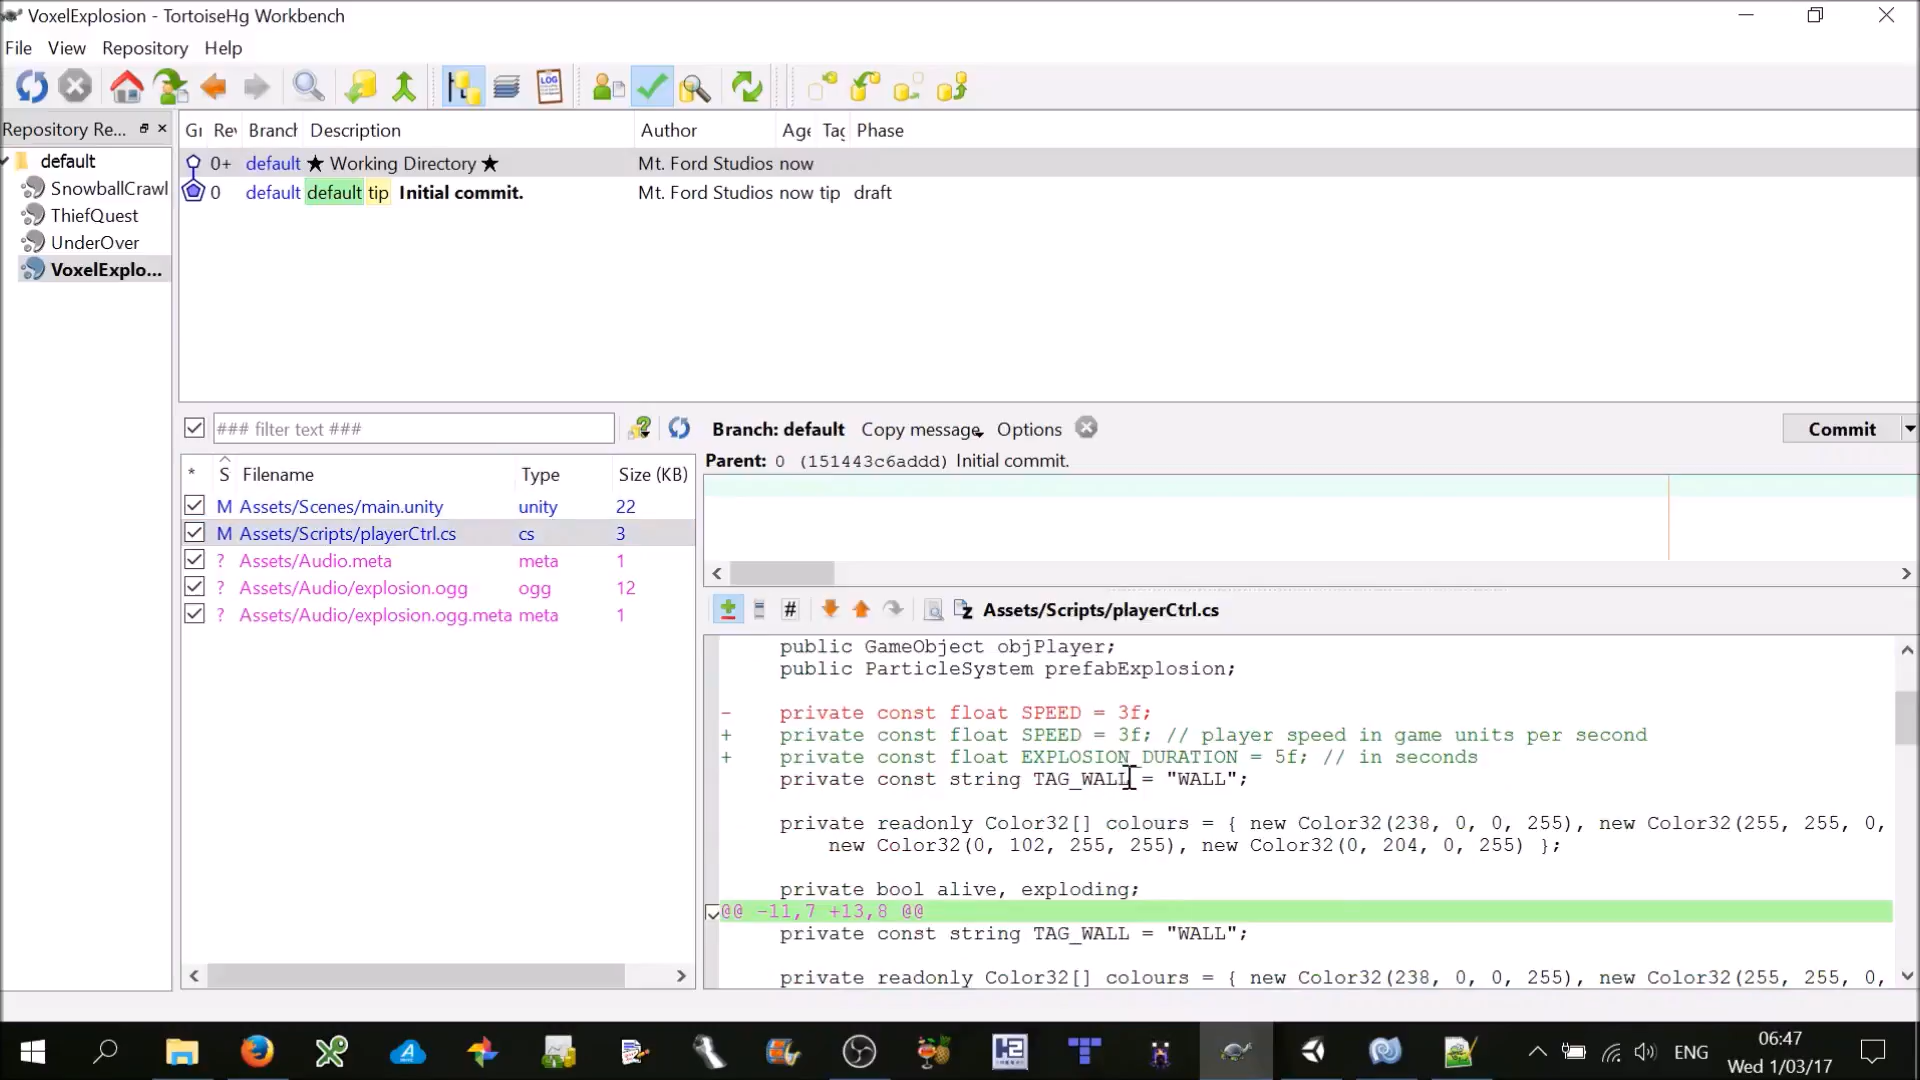 VoxelExplosion - TortoiseHg Workbench
File View Repository Help
LOG
Repository Re...
default
SnowballCrawl
ThiefQuest
UnderOver
VoxelExplo...
Gr Rev Branch Description Author Age Tag Phase
0+ default ★ Working Directory ★ Mt. Ford Studios now
0 default default tip Initial commit. Mt. Ford Studios now tip draft
### filter text ###
* S Filename Type Size (KB)
M Assets/Scenes/main.unity unity 22
M Assets/Scripts/playerCtrl.cs cs 3
? Assets/Audio.meta meta 1
? Assets/Audio/explosion.ogg ogg 12
? Assets/Audio/explosion.ogg.meta meta 1
Branch: default Copy message Options Commit
Parent: 0 (151443c6addd) Initial commit.
# Assets/Scripts/playerCtrl.cs
public GameObject objPlayer;
public ParticleSystem prefabExplosion;
- private const float SPEED = 3f;
+ private const float SPEED = 3f; // player speed in game units per second
+ private const float EXPLOSION_DURATION = 5f; // in seconds
private const string TAG_WALL = "WALL";
private readonly Color32[] colours = { new Color32(238, 0, 0, 255), new Color32(255, 255, 0,
new Color32(0, 102, 255, 255), new Color32(0, 204, 0, 255) };
private bool alive, exploding;
@@ -11,7 +13,8 @@
private const string TAG_WALL = "WALL";
private readonly Color32[] colours = { new Color32(238, 0, 0, 255), new Color32(255, 255, 0,
ENG
06:47
Wed 1/03/17